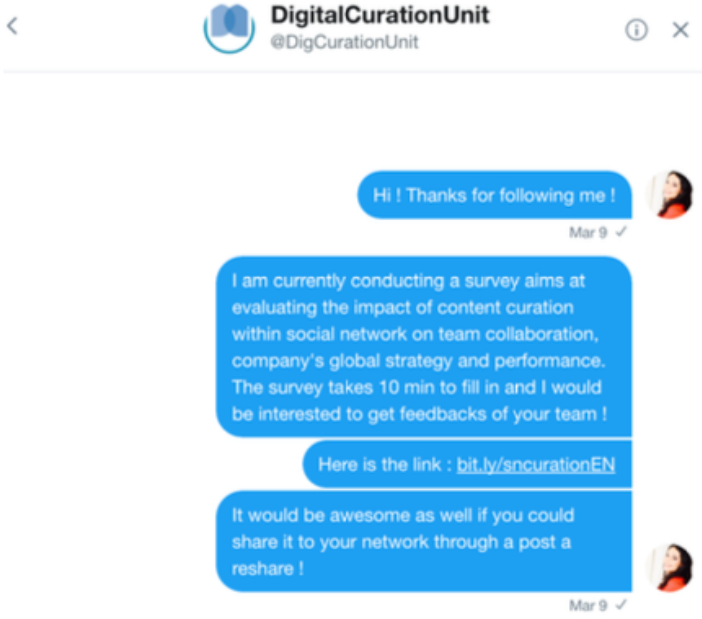 DigitalCurationUnit
@DigCurationUnit
Hi ! Thanks for following me !
Mar 9 ✓
I am currently conducting a survey aims at
evaluating the impact of content curation
within social network on team collaboration,
company's global strategy and performance.
The survey takes 10 min to fill in and I would
be interested to get feedbacks of your team !
Here is the link : bit.ly/sncurationEN
It would be awesome as well if you could
share it to your network through a post a
reshare !
Mar 9 ✓